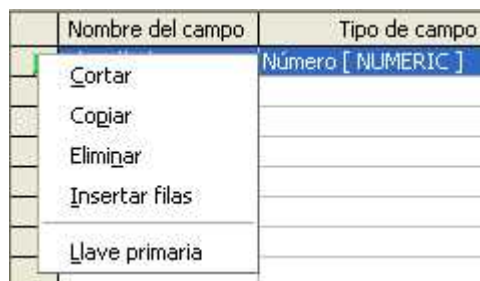 Nombre del campo Tipo de campo
Número [ NUMERIC ]
Cortar
Copiar
Eliminar
Insertar filas
Llave primaria